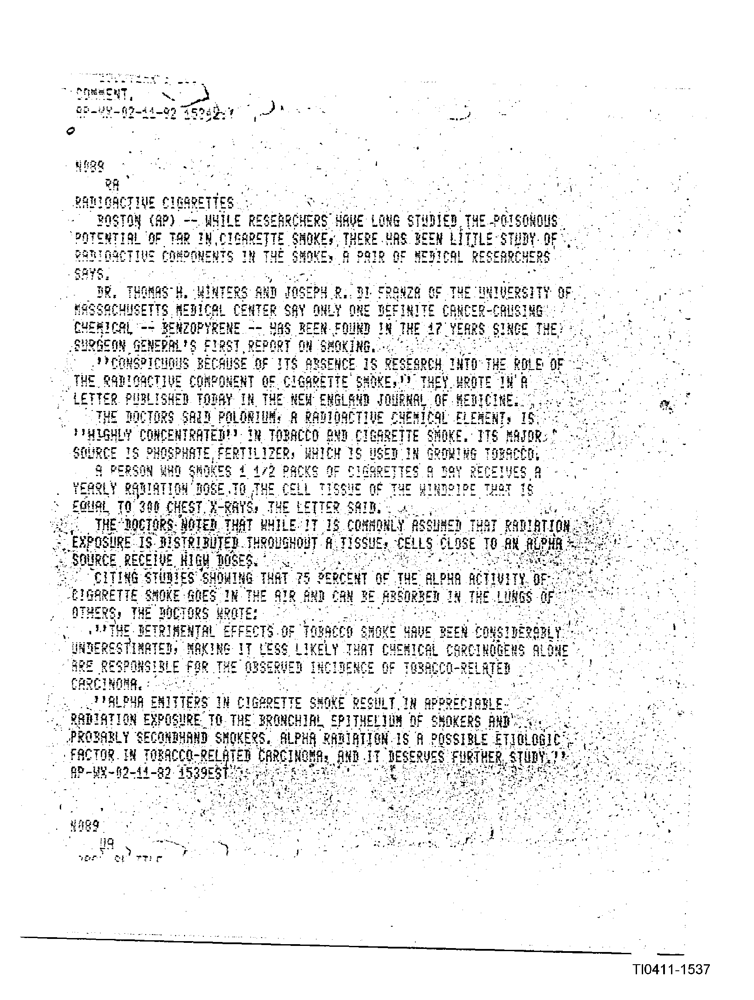 COMMENT.
AP-WX-02-11-82
N089
RA
RADIOACTIVE CIGARETTES
BOSTON (AP) -- WHILE RESEARCHERS HAVE LONG STUDIED THE POISONOUS
POTENTIAL OF TAR IN CIGARETTE SMOKE, THERE HAS BEEN LITTLE STUDY OF
RADIOACTIVE COMPONENTS IN THE SMOKE, A PAIR OF MEDICAL RESEARCHERS
SAYS.
DR. THOMAS H. WINTERS AND JOSEPH R. DI FRANZA OF THE UNIVERSITY OF
MASSACHUSETTS MEDICAL CENTER SAY ONLY ONE DEFINITE CANCER-CAUSING
CHEMICAL -- BENZOPYRENE -- HAS BEEN FOUND IN THE 17 YEARS SINCE THE
SURGEON GENERAL'S FIRST REPORT ON SMOKING.
''CONSPICUOUS BECAUSE OF ITS ABSENCE IS RESEARCH INTO THE ROLE OF
THE RADIOACTIVE COMPONENT OF CIGARETTE SMOKE,'' THEY WROTE IN A
LETTER PUBLISHED TODAY IN THE NEW ENGLAND JOURNAL OF MEDICINE.
THE DOCTORS SAID POLONIUM, A RADIOACTIVE CHEMICAL ELEMENT, IS
''HIGHLY CONCENTRATED'' IN TOBACCO AND CIGARETTE SMOKE. ITS MAJOR
SOURCE IS PHOSPHATE FERTILIZER, WHICH IS USED IN GROWING TOBACCO.
A PERSON WHO SMOKES 1 1/2 PACKS OF CIGARETTES A DAY RECEIVES A
YEARLY RADIATION DOSE TO THE CELL TISSUE OF THE WINDPIPE THAT IS
EQUAL TO 300 CHEST X-RAYS, THE LETTER SAID.
THE DOCTORS NOTED THAT WHILE IT IS COMMONLY ASSUMED THAT RADIATION
EXPOSURE IS DISTRIBUTED THROUGHOUT A TISSUE, CELLS CLOSE TO AN ALPHA
SOURCE RECEIVE HIGH DOSES.
CITING STUDIES SHOWING THAT 75 PERCENT OF THE ALPHA ACTIVITY OF
CIGARETTE SMOKE GOES IN THE AIR AND CAN BE ABSORBED IN THE LUNGS OF
OTHERS, THE DOCTORS WROTE:
''THE DETRIMENTAL EFFECTS OF TOBACCO SMOKE HAVE BEEN CONSIDERABLY
UNDERESTIMATED, MAKING IT LESS LIKELY THAT CHEMICAL CARCINOGENS ALONE
ARE RESPONSIBLE FOR THE OBSERVED INCIDENCE OF TOBACCO-RELATED
CARCINOMA.
''ALPHA EMITTERS IN CIGARETTE SMOKE RESULT IN APPRECIABLE
RADIATION EXPOSURE TO THE BRONCHIAL EPITHELIUM OF SMOKERS AND
PROBABLY SECONDHAND SMOKERS. ALPHA RADIATION IS A POSSIBLE ETIOLOGIC
FACTOR IN TOBACCO-RELATED CARCINOMA, AND IT DESERVES FURTHER STUDY.''
AP-WX-02-11-82 1539EST
N089
TI0411-1537